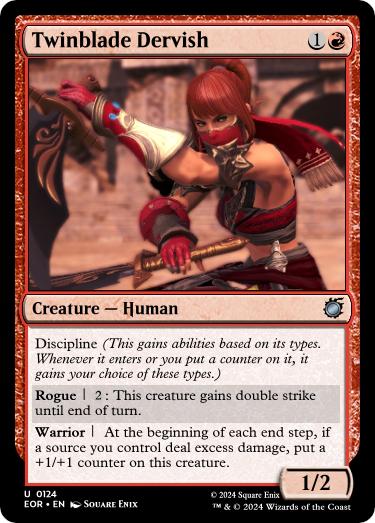 Twinblade Dervish 1
Creature — Human
Discipline (This gains abilities based on its types.
Whenever it enters or you put a counter on it, it
gains your choice of these types.)
Rogue | 2 : This creature gains double strike
until end of turn.
Warrior | At the beginning of each end step, if
a source you control deal excess damage, put a
+1/+1 counter on this creature.
1/2
U 0124
EOR • EN Square Enix
© 2024 Square Enix
™ & © 2024 Wizards of the Coast